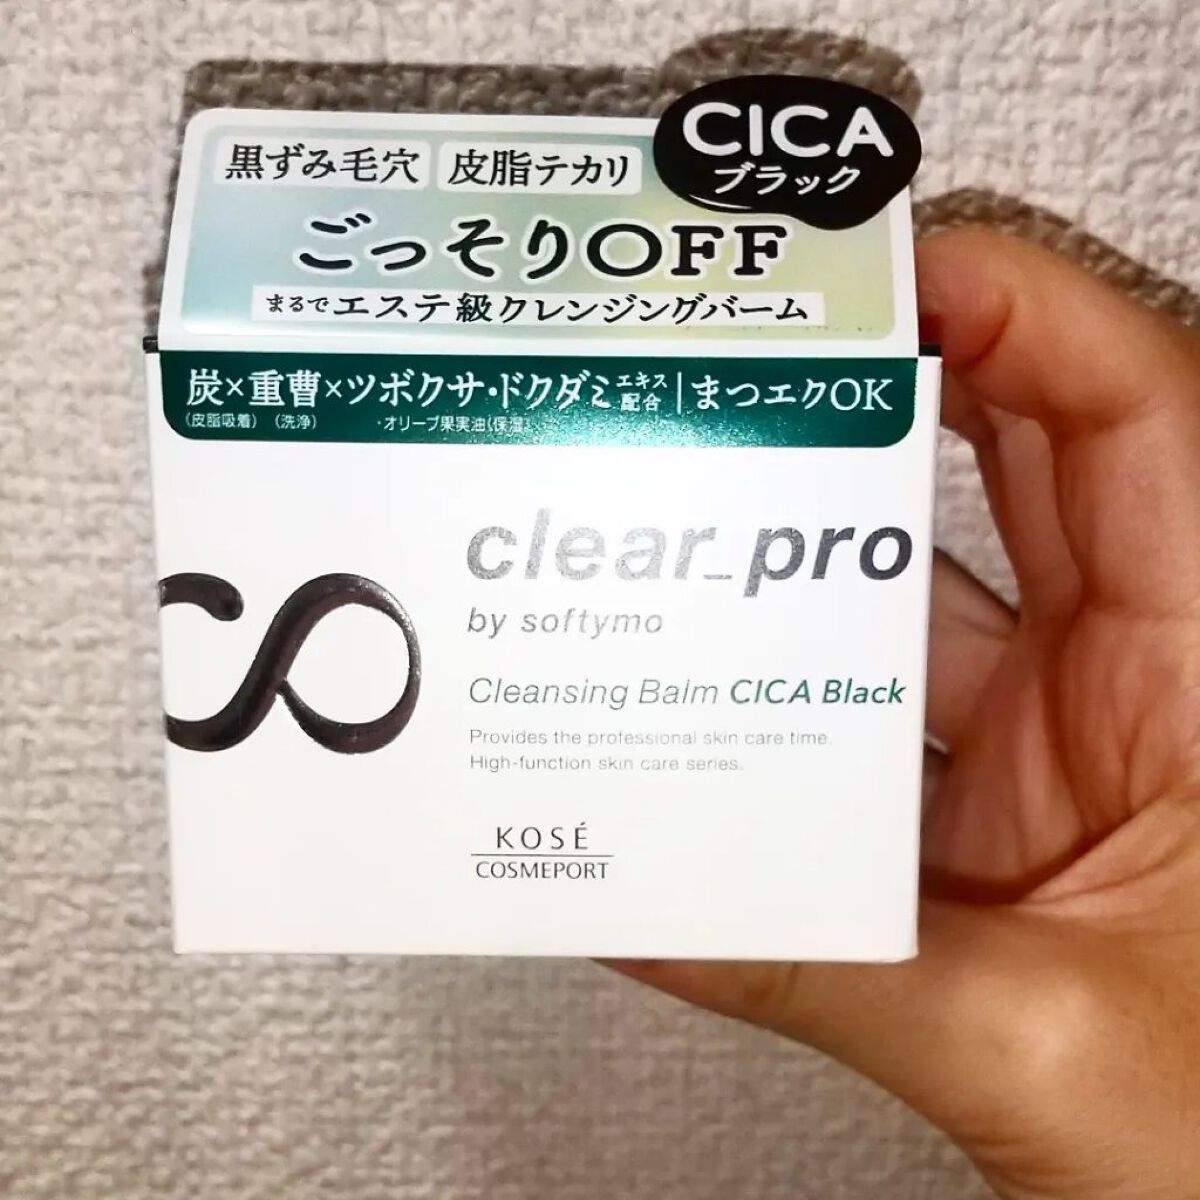 CICA
ブラック
黒ずみ毛穴 皮脂テカリ
ごっそりOFF
まるでエステ級クレンジングバーム
炭×重曹×ツボクサ・ドクダミエキス配合|まつエクOK
(皮脂吸着) (洗浄) ・オリーブ果実油(保湿)
clear_pro
by softymo
Cleansing Balm CICA Black
Provides the professional skin care time.
High-function skin care series.
KOSÉ
COSMEPORT